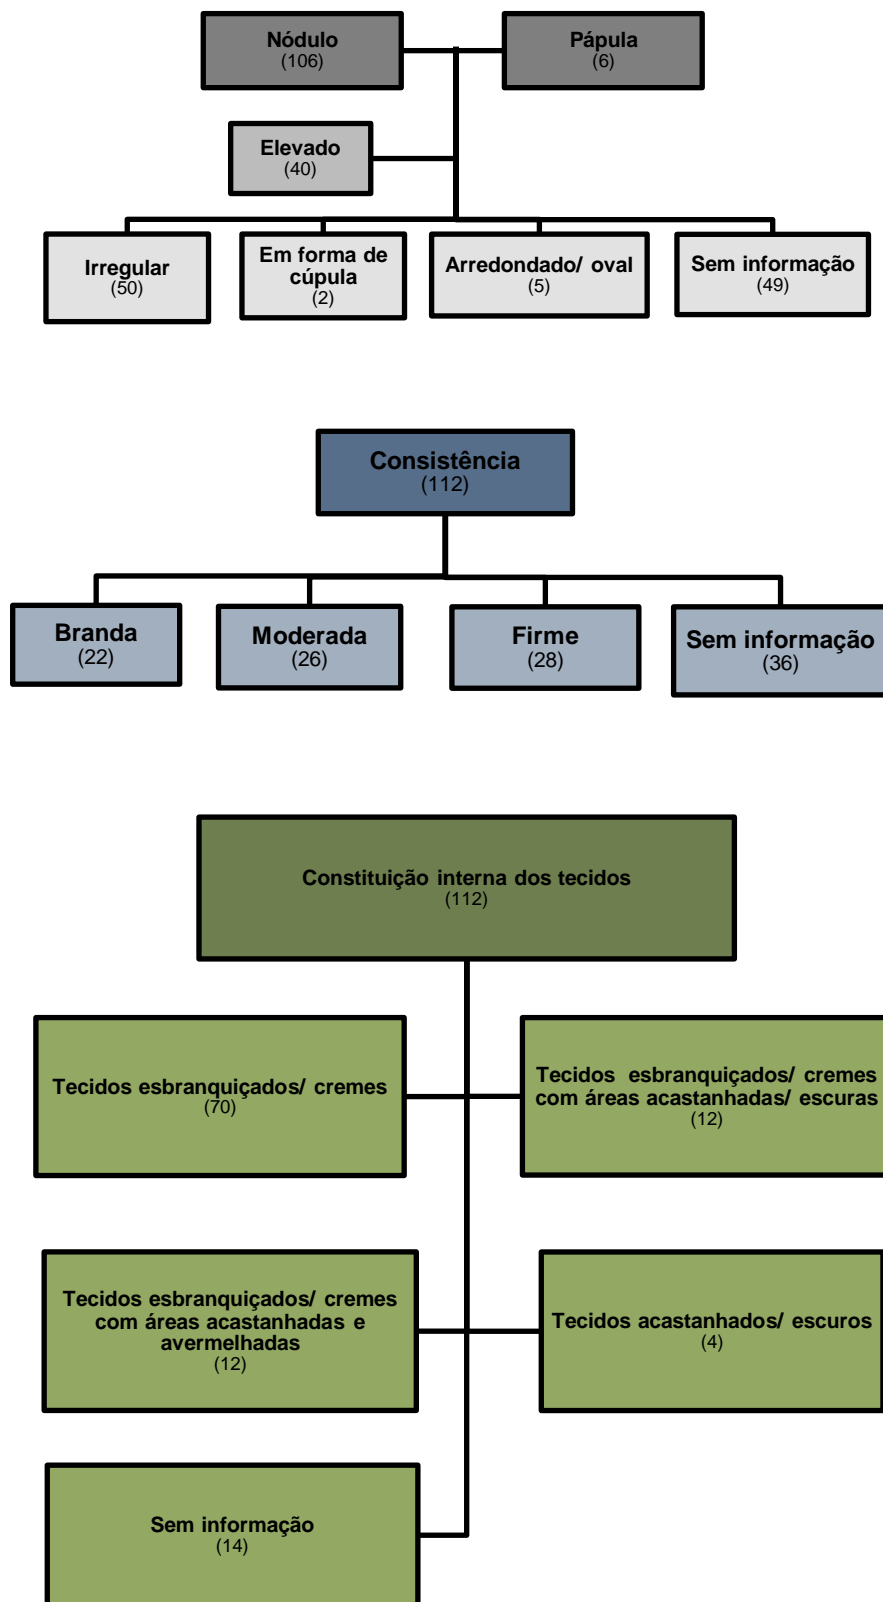 Nódulo
(106)
Pápula
(6)
Elevado
(40)
Irregular
(50)
Em forma de
cúpula
(2)
Arredondado/ oval
(5)
Sem informação
(49)
Consistência
(112)
Branda
(22)
Moderada
(26)
Firme
(28)
Sem informação
(36)
Constituição interna dos tecidos
(112)
Tecidos esbranquiçados/ cremes
(70)
Tecidos esbranquiçados/ cremes
com áreas acastanhadas/ escuras
(12)
Tecidos esbranquiçados/ cremes
com áreas acastanhadas e
avermelhadas
(12)
Tecidos acastanhados/ escuros
(4)
Sem informação
(14)